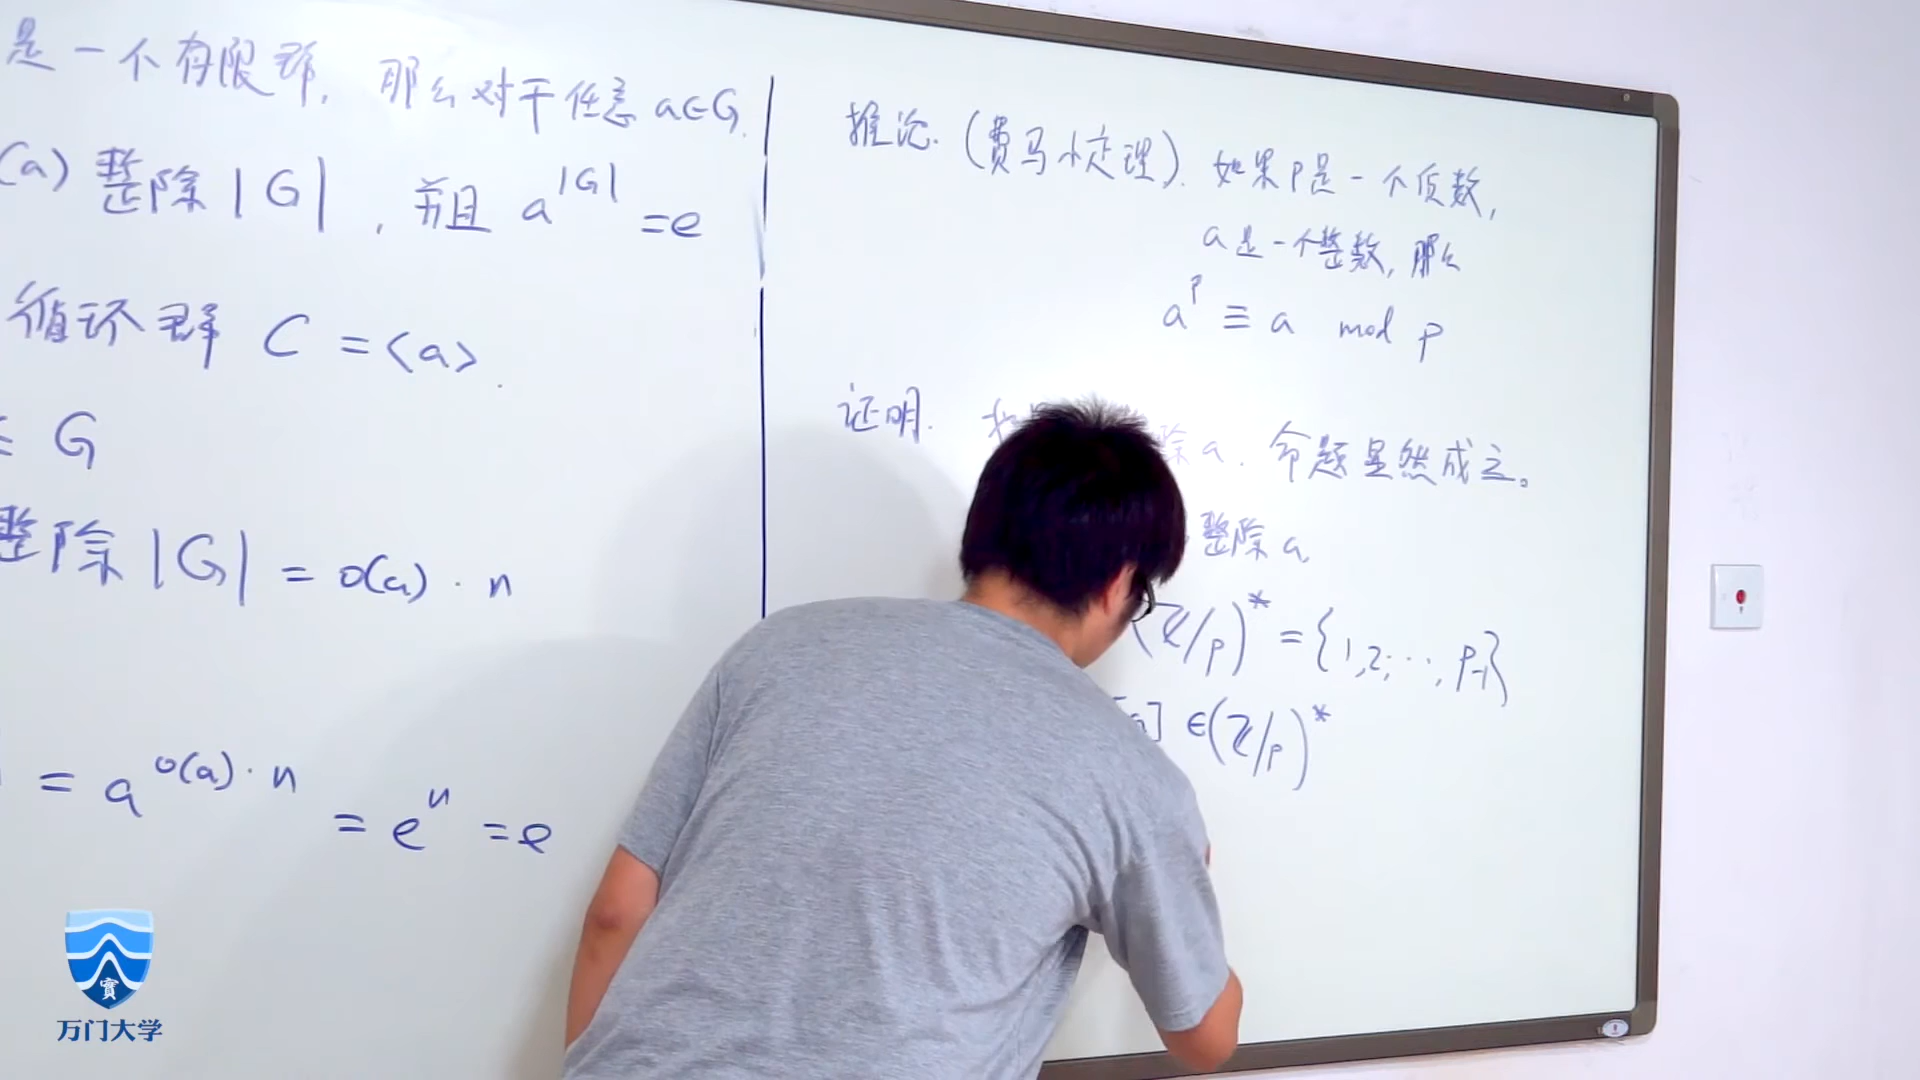 是一个有限群，那么对于任意 a∈G.
(a) 整除 |G|，并且 a^|G| = e
循环群 C = <a>.
≤ G
整除 |G| = o(a) · n
= a^o(a)·n = e^n = e
推论. (费马小定理). 如果 p 是一个质数,
a 是一个整数, 那么
a^p ≡ a mod p
证明. 除 a. 命题显然成立。
整除 a,
(ℤ/p)^* = {1,2,⋯,p-1}
a] ∈ (ℤ/p)^*
實
万门大学